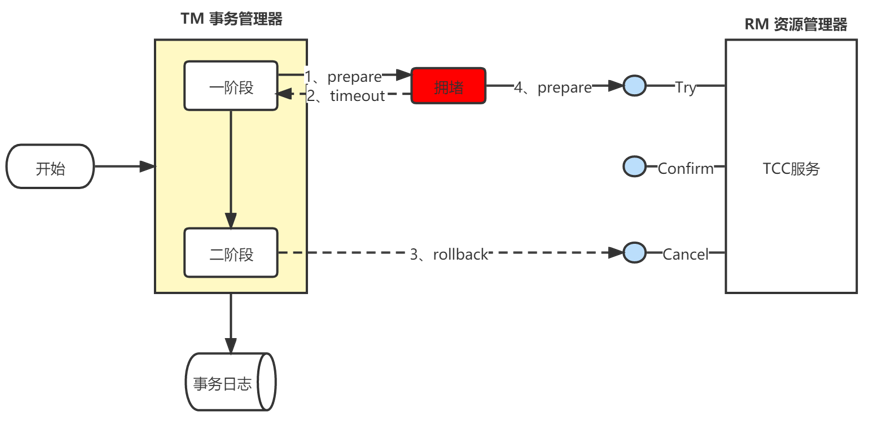 TM 事务管理器
RM 资源管理器
一阶段
1、prepare
2、timeout
拥堵
4、prepare
Try
开始
Confirm
TCC服务
二阶段
3、rollback
Cancel
事务日志